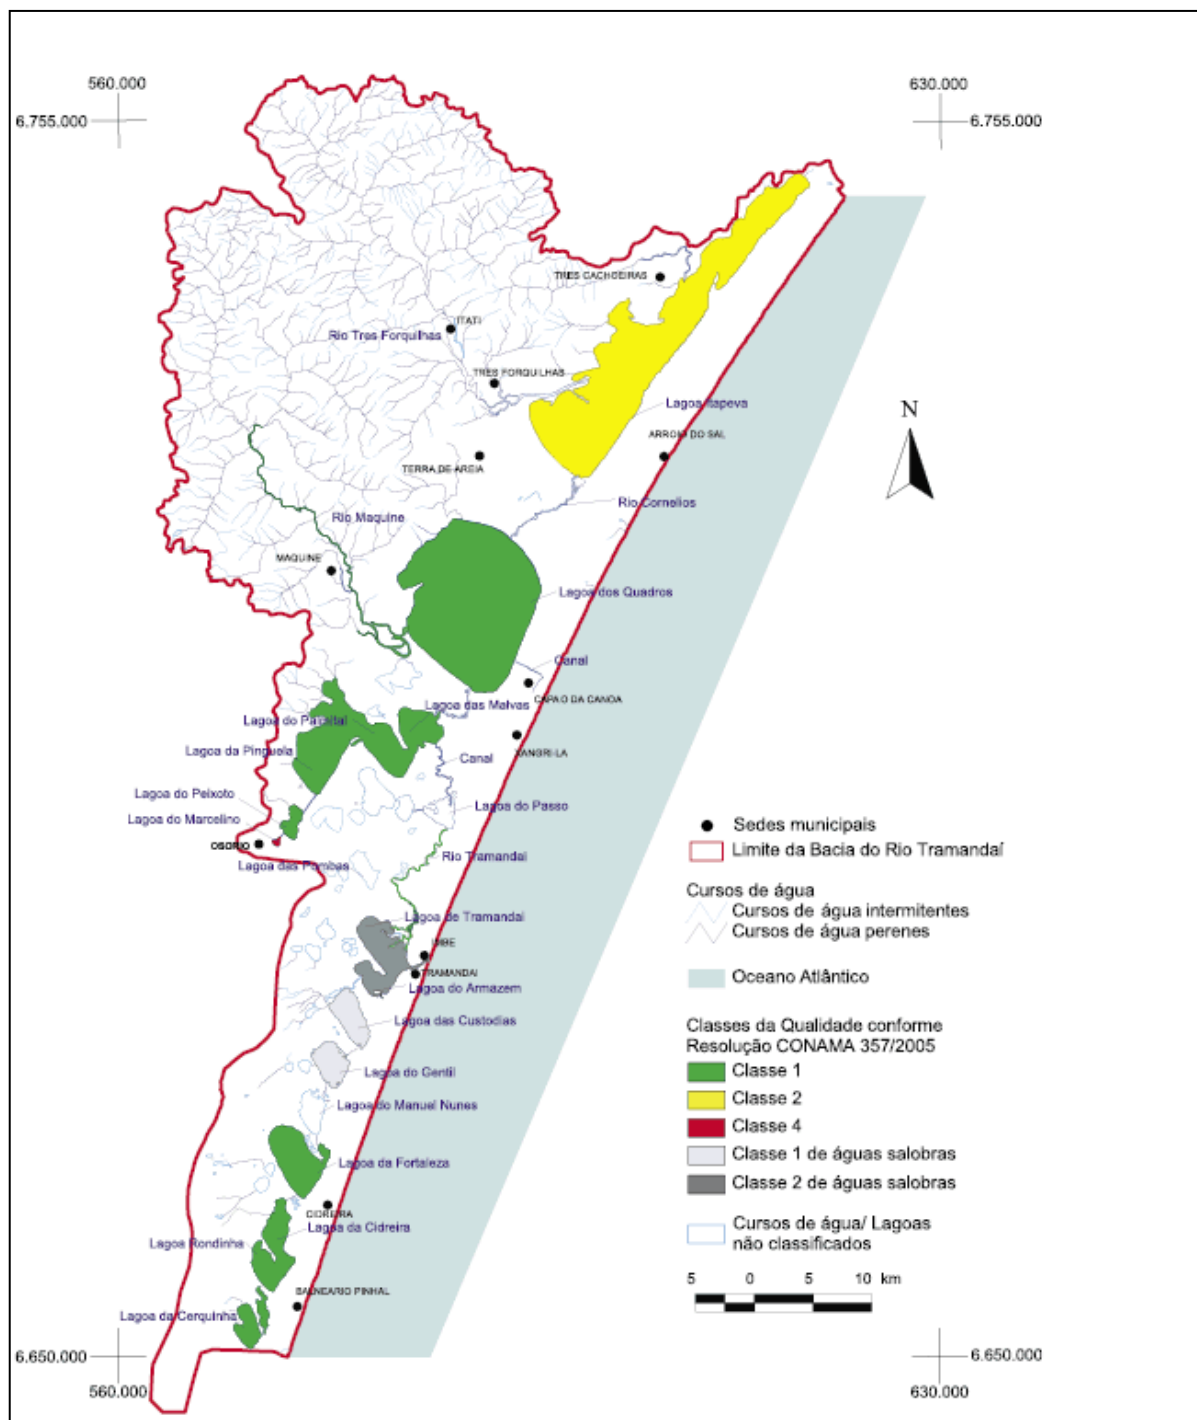 560.000
630.000
6.755.000
6.755.000
TRES CACHOEIRAS
ITATI
Rio Tres Forquilhas
TRES FORQUILHAS
Lagoa Itapeva
ARROIO DO SAL
N
TERRA DE AREIA
Rio Cornelios
Rio Maquine
MAQUINE
Lagoa dos Quadros
Canal
CAPAO DA CANOA
Lagoa das Malvas
Lagoa do Palmital
XANGRI-LA
Lagoa da Pinguela
Canal
Lagoa do Peixoto
Lagoa do Passo
Lagoa do Marcelino
OSORIO
Rio Tramandai
Lagoa das Pombas
Lagoa de Tramandai
IMBE
TRAMANDAI
Lagoa do Armazem
Lagoa das Custodias
Lagoa do Gentil
Lagoa do Manuel Nunes
Lagoa da Fortaleza
CIDREIRA
Lagoa da Cidreira
Lagoa Rondinha
BALNEARIO PINHAL
Lagoa da Cerquinha
Sedes municipais
Limite da Bacia do Rio Tramandaí
Cursos de água
Cursos de água intermitentes
Cursos de água perenes
Oceano Atlântico
Classes da Qualidade conforme
Resolução CONAMA 357/2005
Classe 1
Classe 2
Classe 4
Classe 1 de águas salobras
Classe 2 de águas salobras
Cursos de água/ Lagoas
não classificados
5 0 5 10 km
6.650.000
6.650.000
560.000
630.000